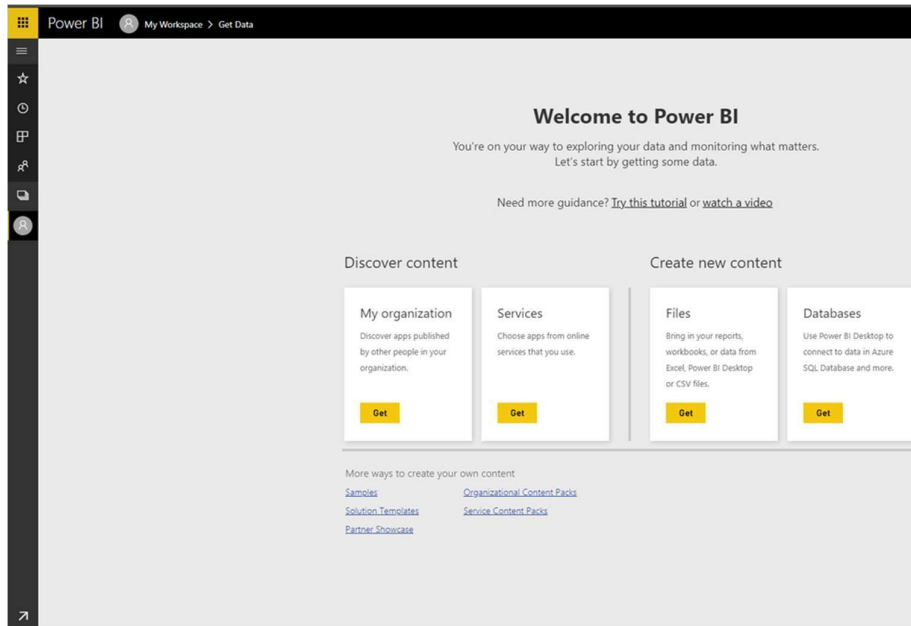 Power BI My Workspace > Get Data
Welcome to Power BI
You're on your way to exploring your data and monitoring what matters.
Let's start by getting some data.
Need more guidance? Try this tutorial or watch a video
Discover content
My organization
Discover apps published
by other people in your
organization.
Get
Services
Choose apps from online
services that you use.
Get
Create new content
Files
Bring in your reports,
workbooks, or data from
Excel, Power BI Desktop
or CSV files.
Get
Databases
Use Power BI Desktop to
connect to data in Azure
SQL Database and more.
Get
More ways to create your own content
Samples
Solution Templates
Partner Showcase
Organizational Content Packs
Service Content Packs